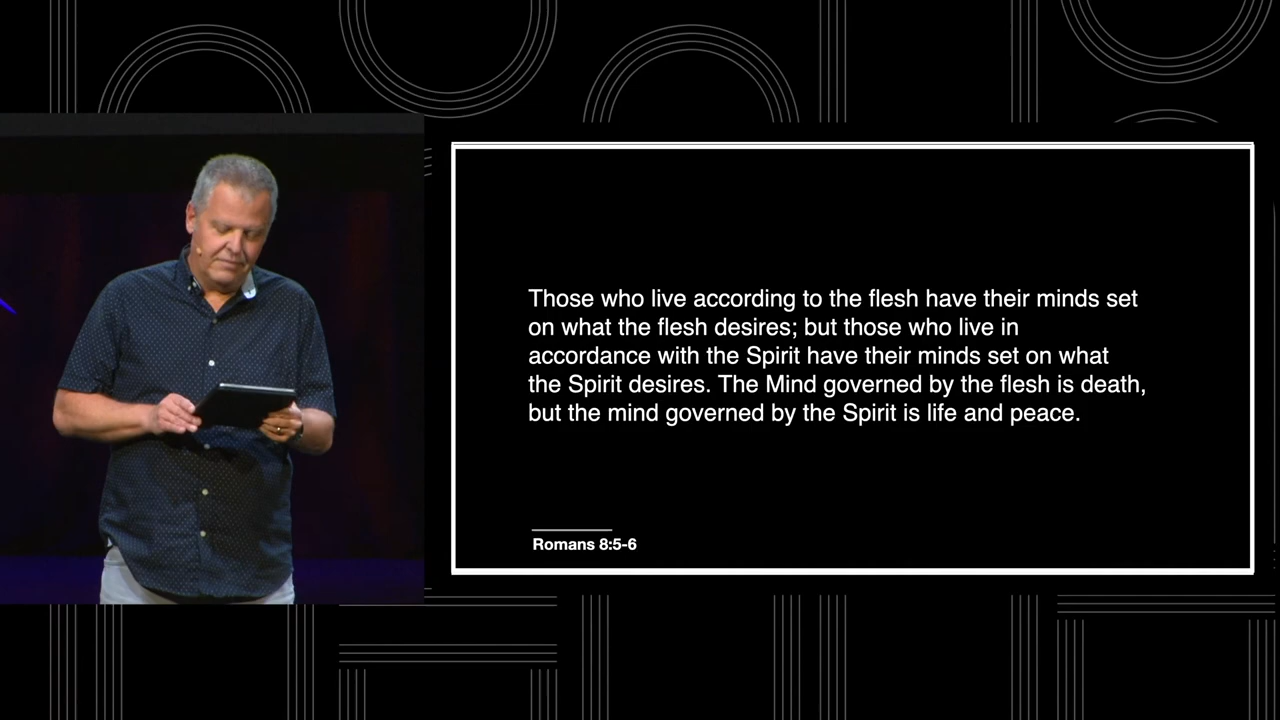 Those who live according to the flesh have their minds set
on what the flesh desires; but those who live in
accordance with the Spirit have their minds set on what
the Spirit desires. The Mind governed by the flesh is death,
but the mind governed by the Spirit is life and peace.
Romans 8:5-6